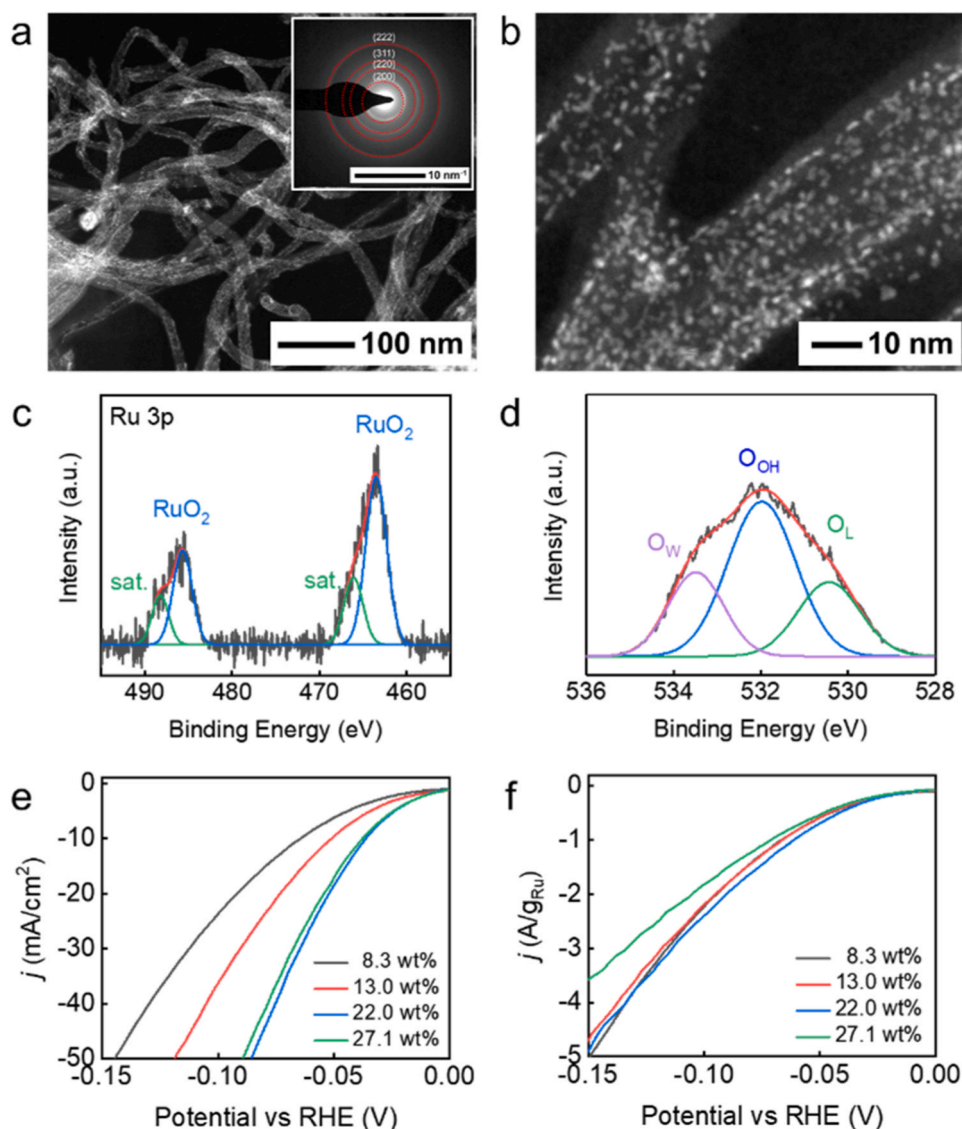 a
(222)
(311)
(220)
(200)
10 nm⁻¹
100 nm
b
10 nm
c
Ru 3p
RuO₂
RuO₂
sat.
sat.
Intensity (a.u.)
490 480 470 460
Binding Energy (eV)
d
O_OH
O_W
O_L
Intensity (a.u.)
536 534 532 530 528
Binding Energy (eV)
e
j (mA/cm²)
0
-10
-20
-30
-40
-50
8.3 wt%
13.0 wt%
22.0 wt%
27.1 wt%
-0.15 -0.10 -0.05 0.00
Potential vs RHE (V)
f
j (A/g_Ru)
0
-1
-2
-3
-4
-5
8.3 wt%
13.0 wt%
22.0 wt%
27.1 wt%
-0.15 -0.10 -0.05 0.00
Potential vs RHE (V)